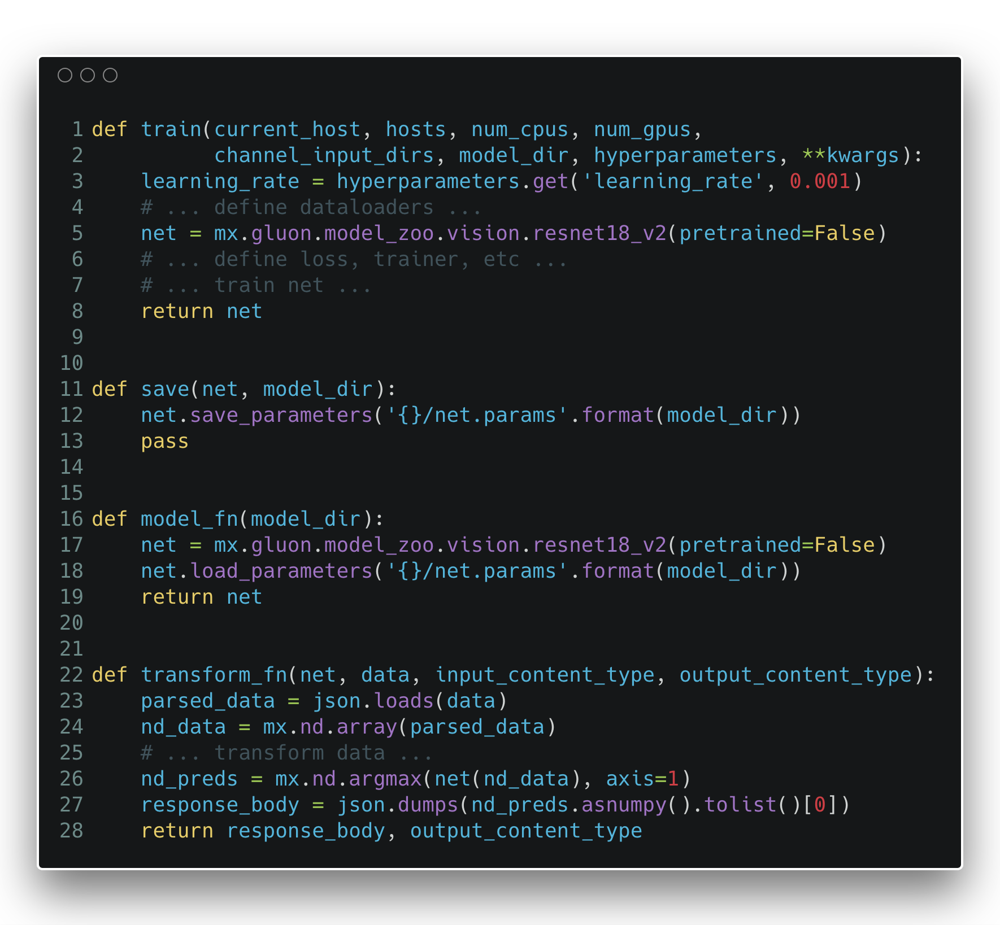 1 def train(current_host, hosts, num_cpus, num_gpus,
2           channel_input_dirs, model_dir, hyperparameters, **kwargs):
3     learning_rate = hyperparameters.get('learning_rate', 0.001)
4     # ... define dataloaders ...
5     net = mx.gluon.model_zoo.vision.resnet18_v2(pretrained=False)
6     # ... define loss, trainer, etc ...
7     # ... train net ...
8     return net
9
10
11 def save(net, model_dir):
12     net.save_parameters('{}/net.params'.format(model_dir))
13     pass
14
15
16 def model_fn(model_dir):
17     net = mx.gluon.model_zoo.vision.resnet18_v2(pretrained=False)
18     net.load_parameters('{}/net.params'.format(model_dir))
19     return net
20
21
22 def transform_fn(net, data, input_content_type, output_content_type):
23     parsed_data = json.loads(data)
24     nd_data = mx.nd.array(parsed_data)
25     # ... transform data ...
26     nd_preds = mx.nd.argmax(net(nd_data), axis=1)
27     response_body = json.dumps(nd_preds.asnumpy().tolist()[0])
28     return response_body, output_content_type